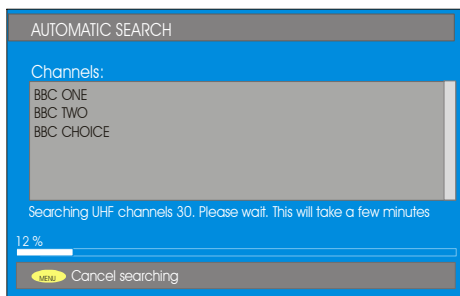 AUTOMATIC SEARCH
Channels:
BBC ONE
BBC TWO
BBC CHOICE
Searching UHF channels 30. Please wait. This will take a few minutes
12 %
MENU Cancel searching